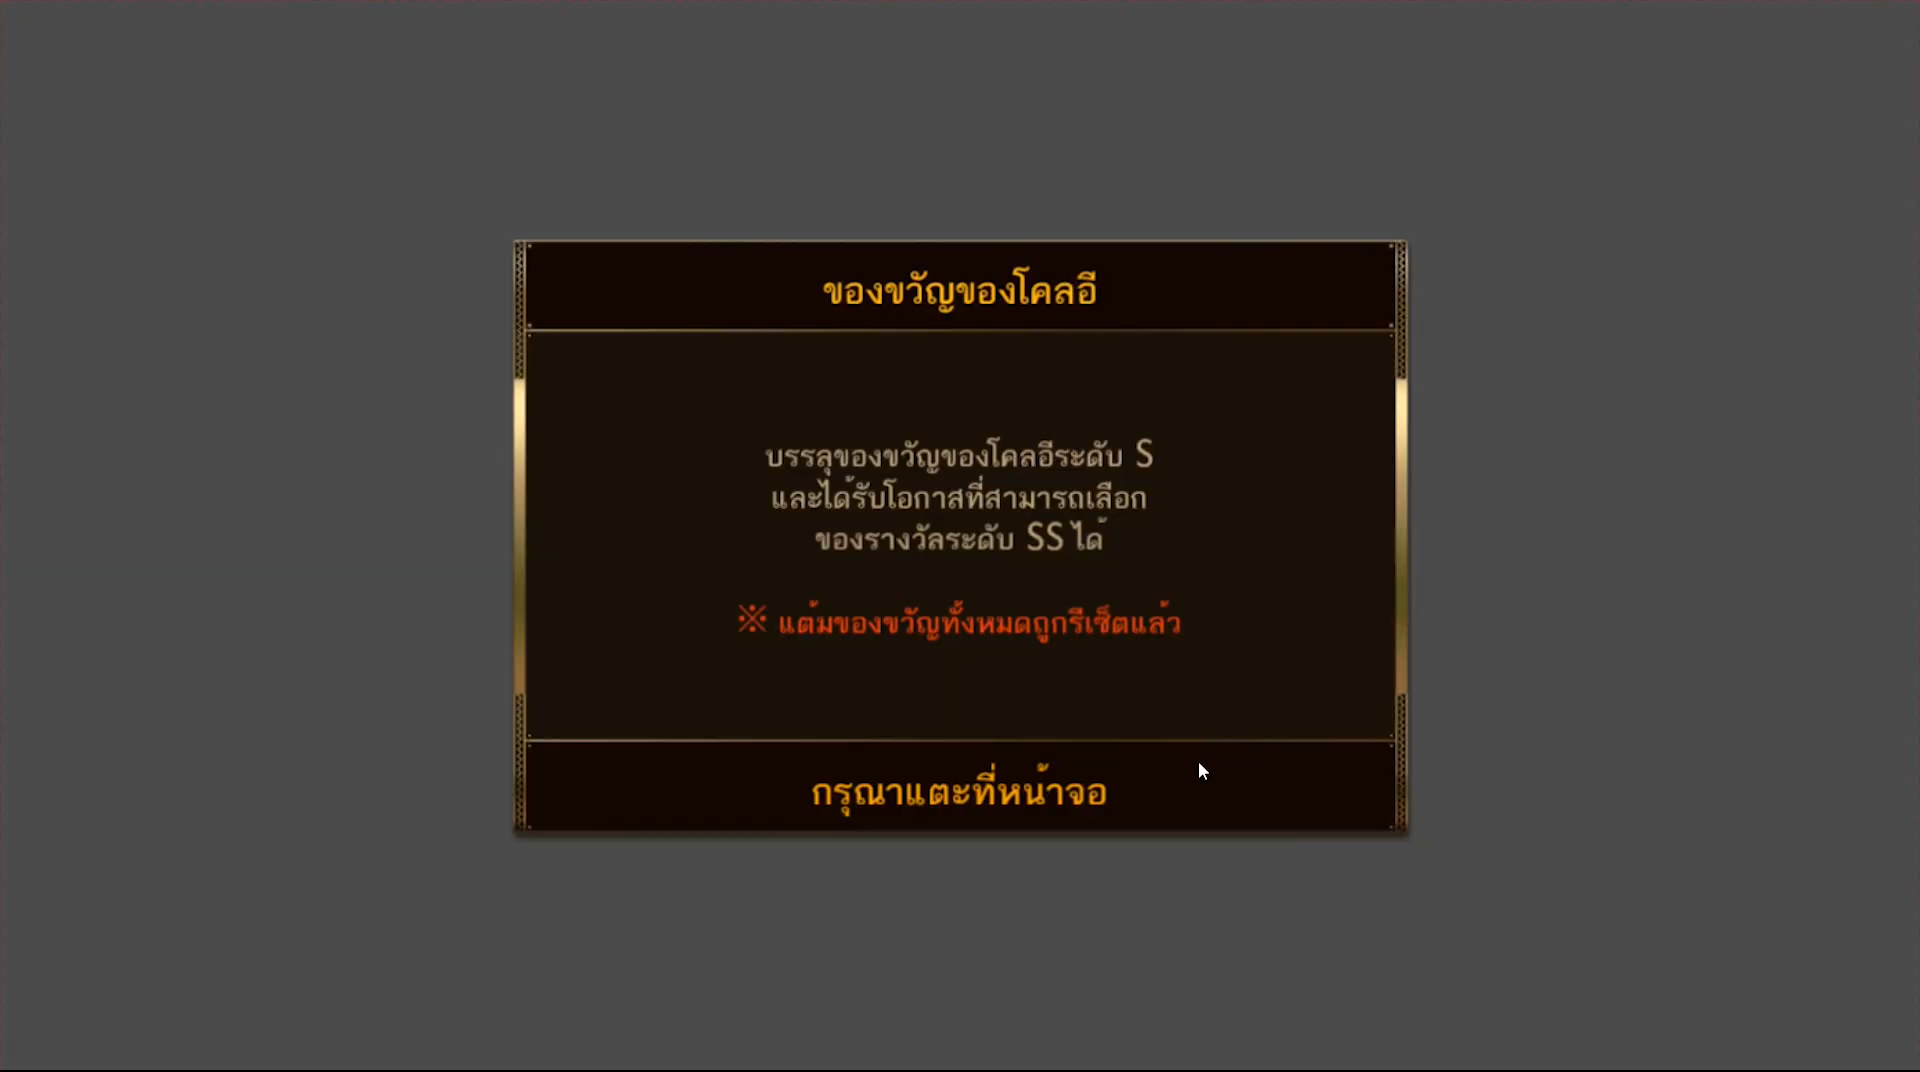 ของขวัญของโคลอี
บรรลุของขวัญของโคลอีระดับ S
และได้รับโอกาสที่สามารถเลือก
ของรางวัลระดับ SS ได้
※ แต้มของขวัญทั้งหมดถูกรีเซ็ตแล้ว
กรุณาแตะที่หน้าจอ